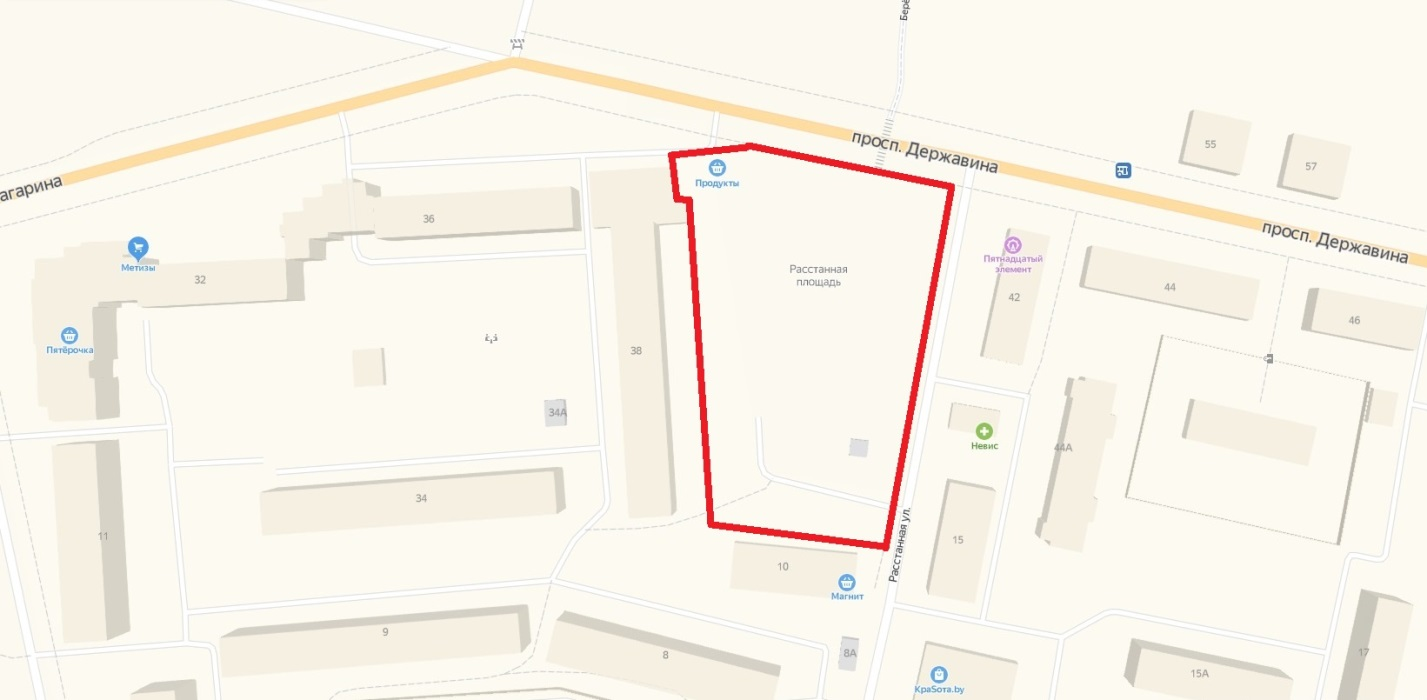 Берё
просп. Державина
агарина
55
57
Продукты
36
просп. Державина
Метизы
32
Пятнадцатый
элемент
Расстанная
площадь
42
44
46
Пятёрочка
38
34А
Невис
44А
34
11
15
Расстанная ул.
10
Магнит
9
8
8А
15А
17
КраSота.by